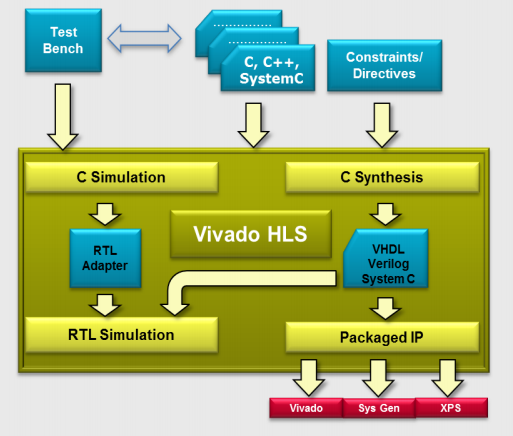 Test
Bench
C, C++,
SystemC
Constraints/
Directives
C Simulation
C Synthesis
Vivado HLS
RTL
Adapter
VHDL
Verilog
System C
RTL Simulation
Packaged IP
Vivado
Sys Gen
XPS